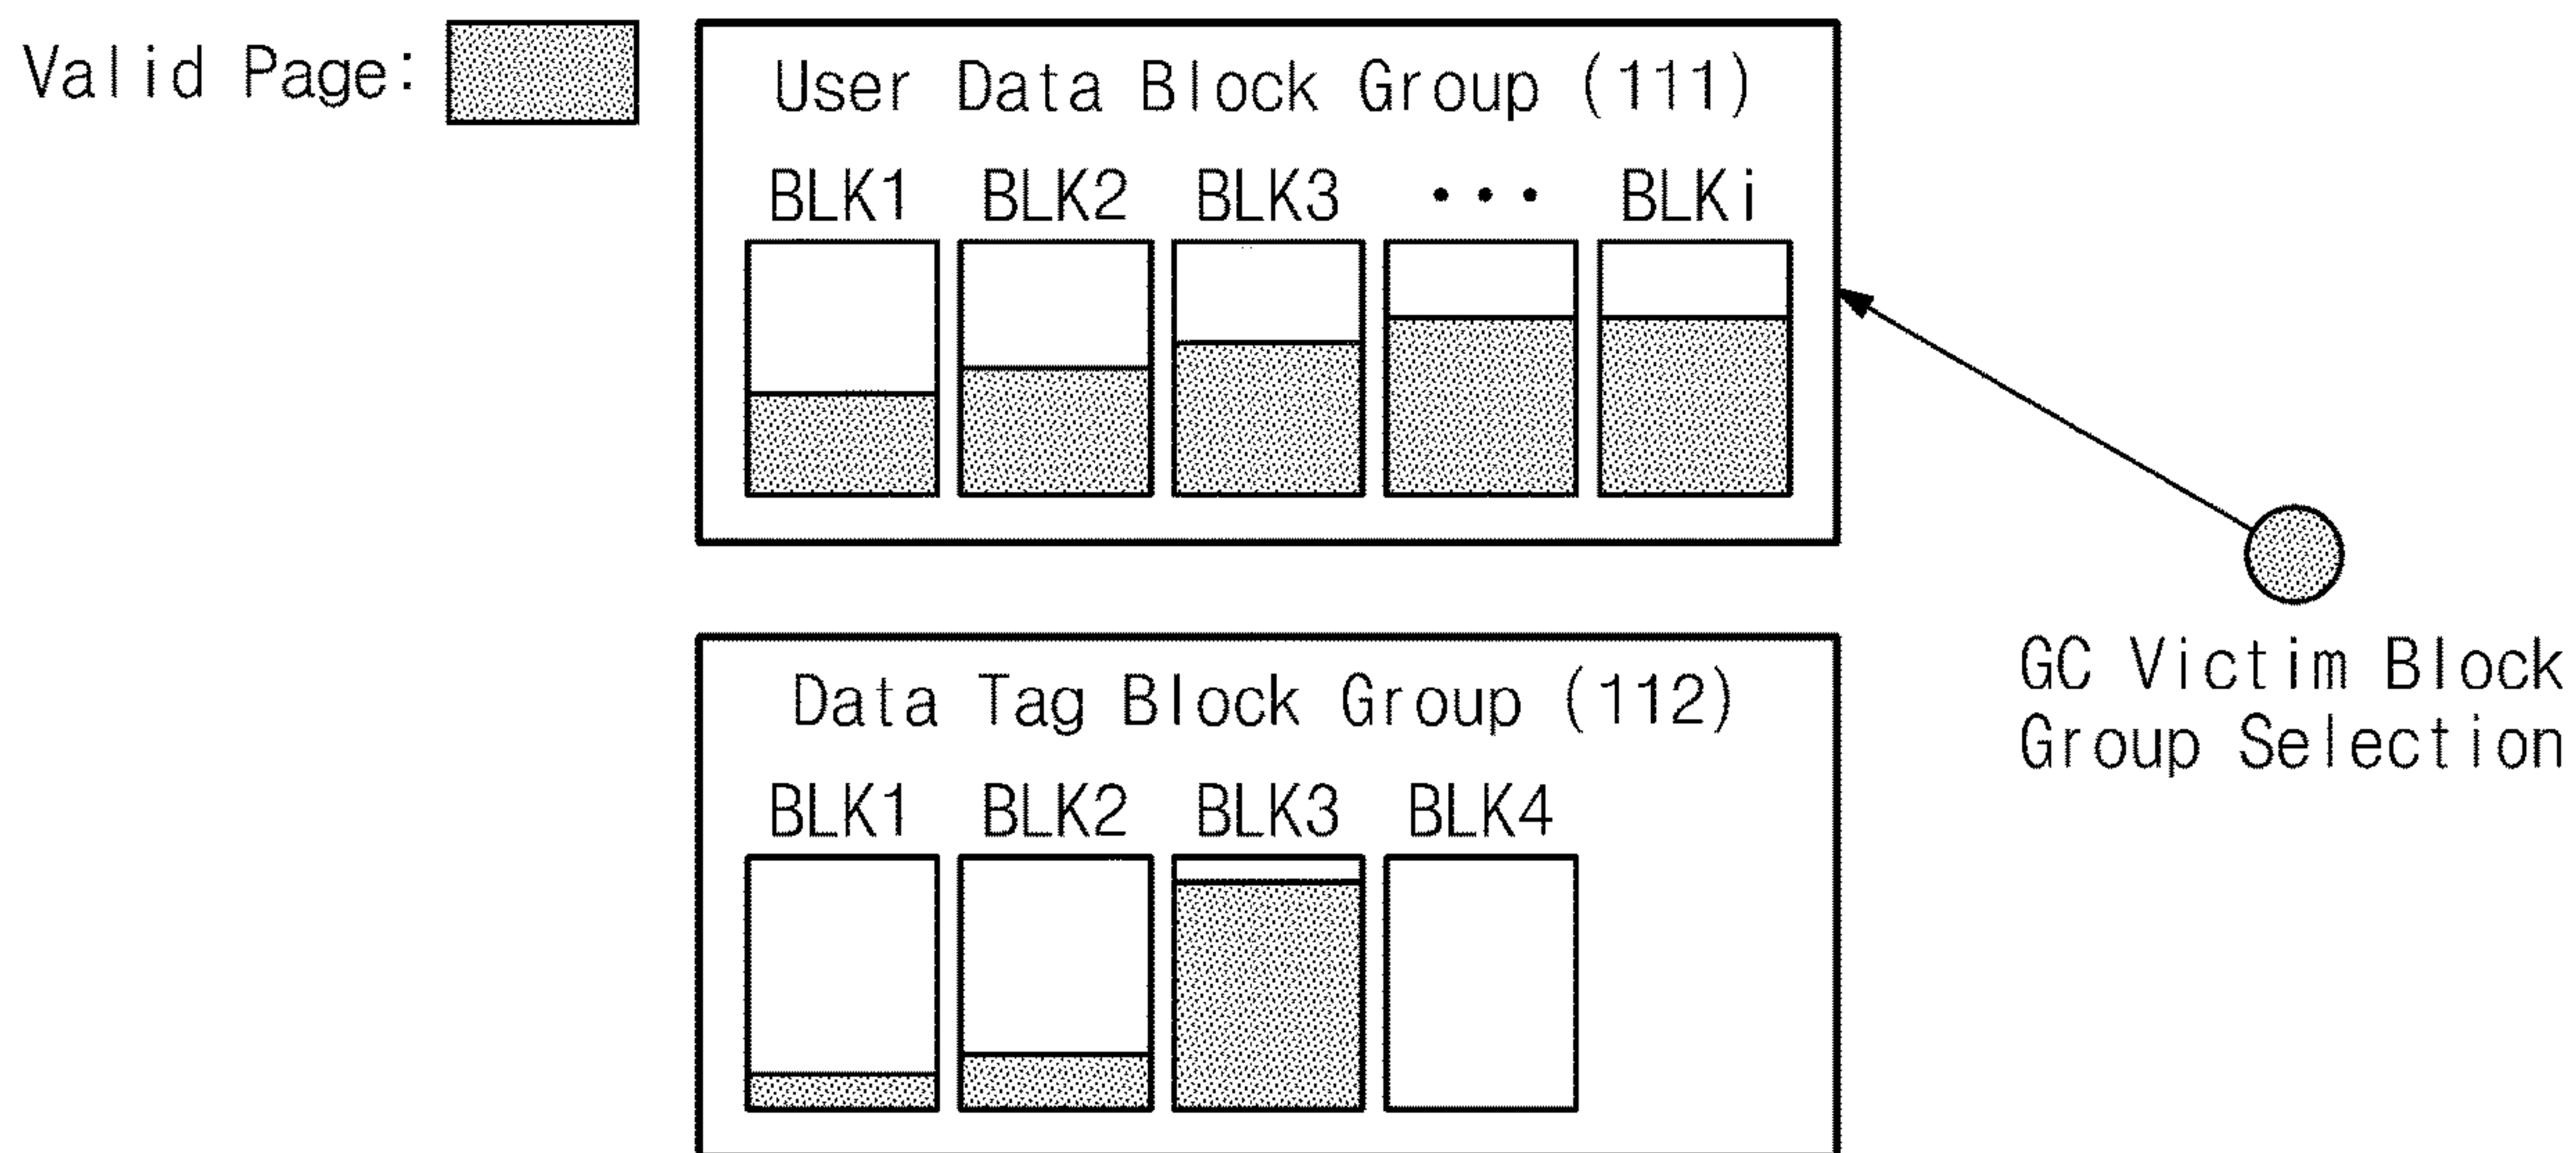 Valid Page:
User Data Block Group (111)
BLK1 BLK2 BLK3 ··· BLKi
GC Victim Block
Group Selection
Data Tag Block Group (112)
BLK1 BLK2 BLK3 BLK4